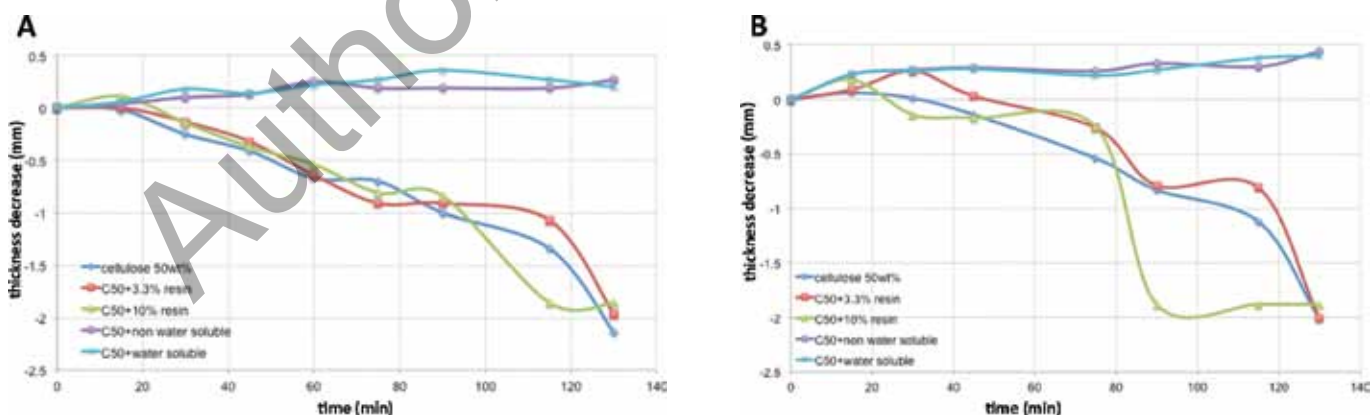 A
0.5
0
-0.5
-1
-1.5
-2
-2.5
thickness decrease (mm)
cellulose 50wt%
C50+3.3% resin
C50+10% resin
C50+non water soluble
C50+water soluble
0 20 40 60 80 100 120 140
time (min)
B
0.5
0
-0.5
-1
-1.5
-2
-2.5
thickness decrease (mm)
cellulose 50wt%
C50+3.3% resin
C50+10% resin
C50+non water soluble
C50+water soluble
0 20 40 60 80 100 120 140
time (min)
Autho